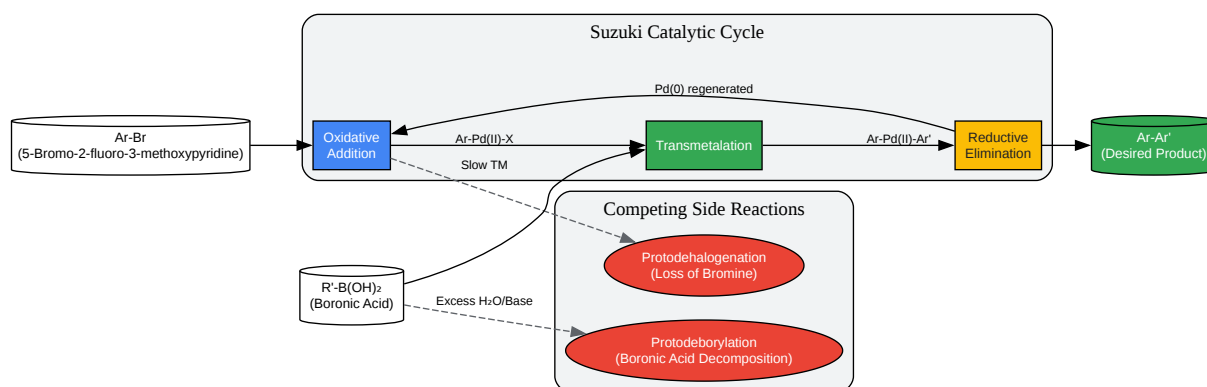 Suzuki Catalytic Cycle
Pd(0) regenerated
Ar-Br
(5-Bromo-2-fluoro-3-methoxypyridine)
Oxidative
Addition
Ar-Pd(II)-X
Transmetalation
Ar-Pd(II)-Ar'
Reductive
Elimination
Ar-Ar'
(Desired Product)
Slow TM
Competing Side Reactions
Protodehalogenation
(Loss of Bromine)
R'-B(OH)₂
(Boronic Acid)
Excess H₂O/Base
Protodeborylation
(Boronic Acid Decomposition)